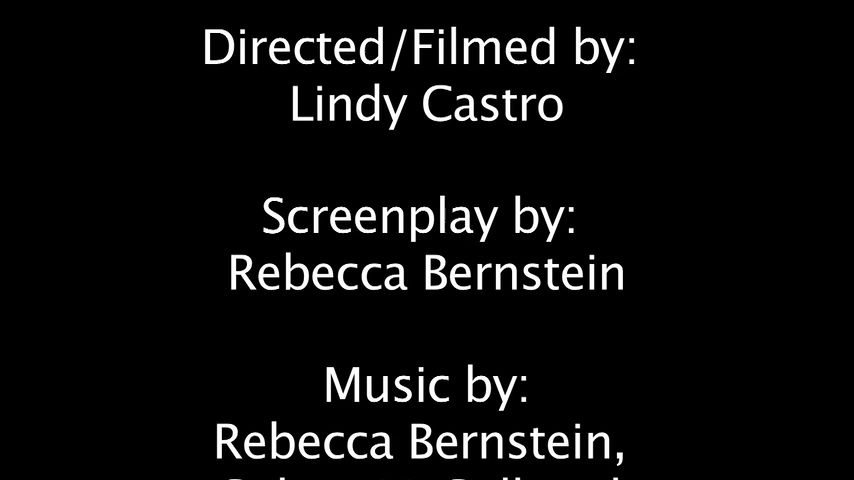 Directed/Filmed by:
Lindy Castro
Screenplay by:
Rebecca Bernstein
Music by:
Rebecca Bernstein,